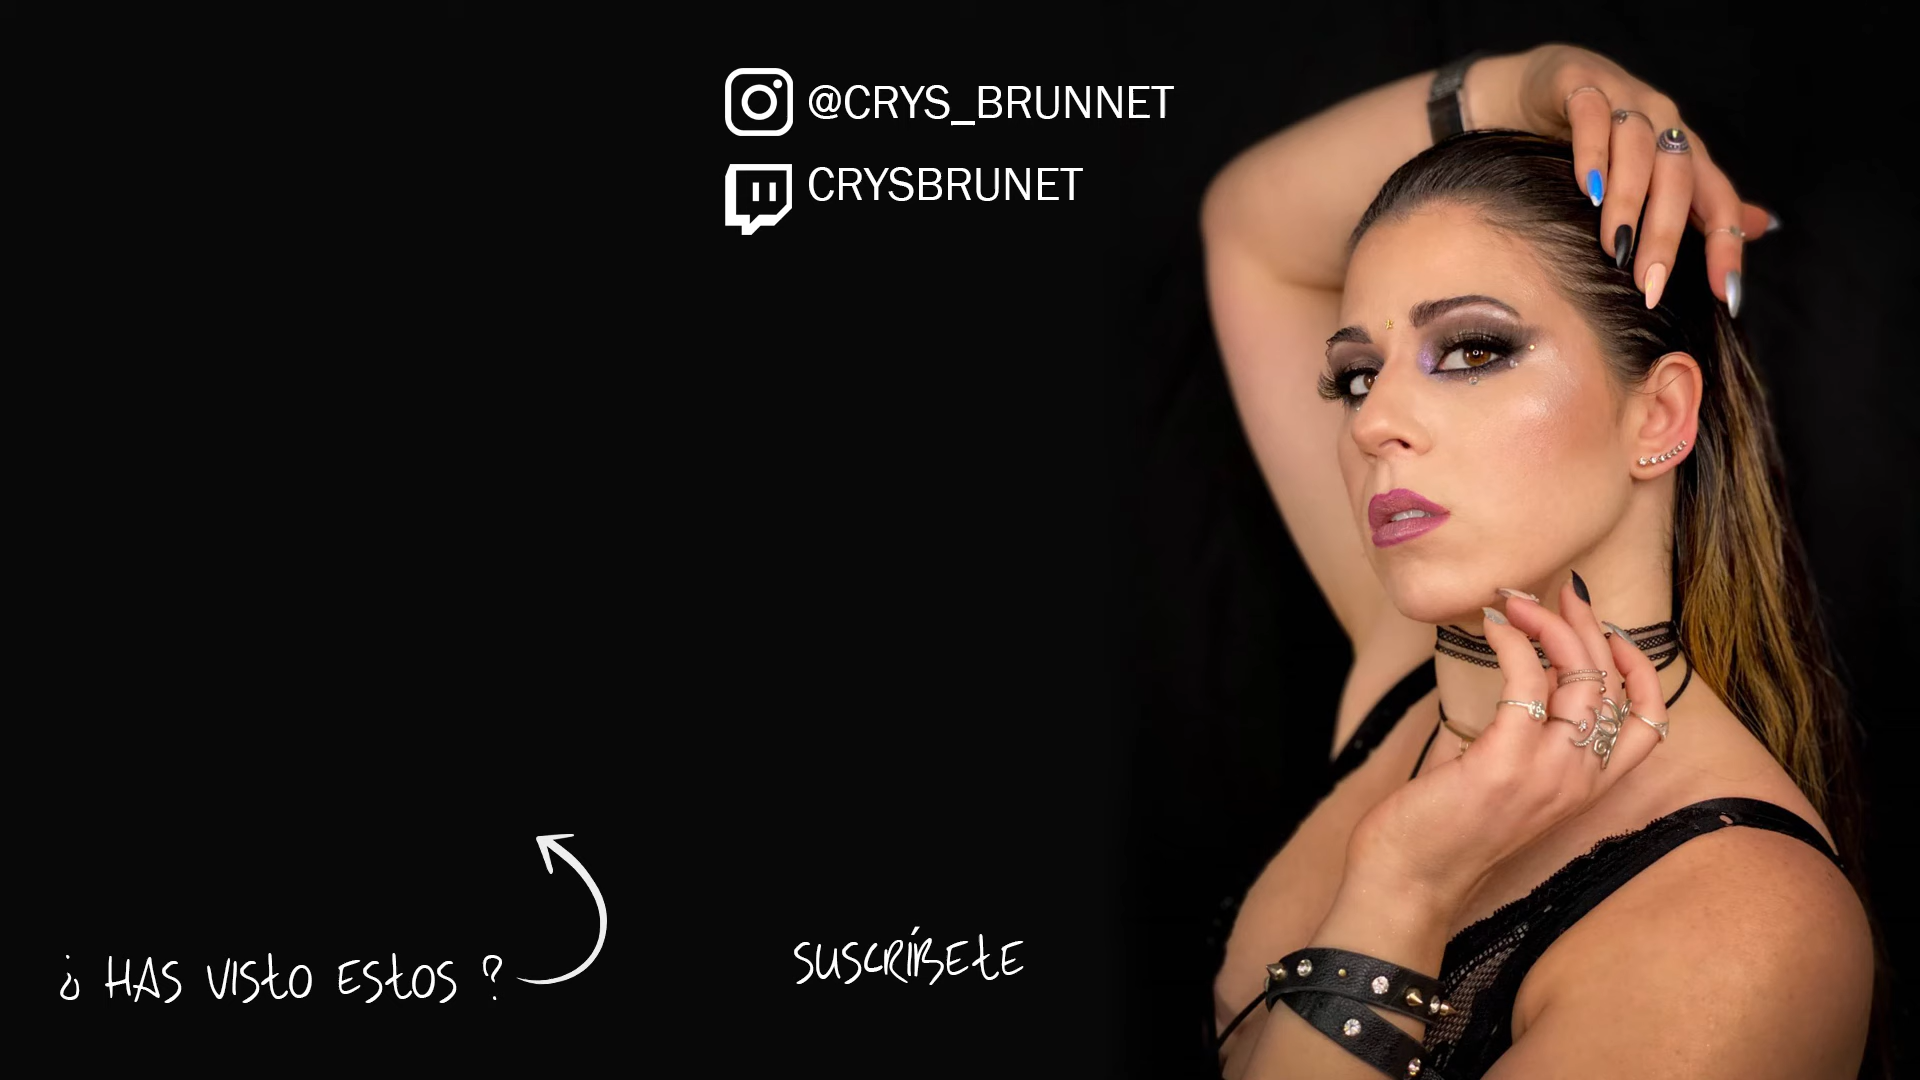 @CRYS_BRUNNET
CRYSBRUNET
¿ HAS VISTO ESTOS ?
SUSCRÍBETE